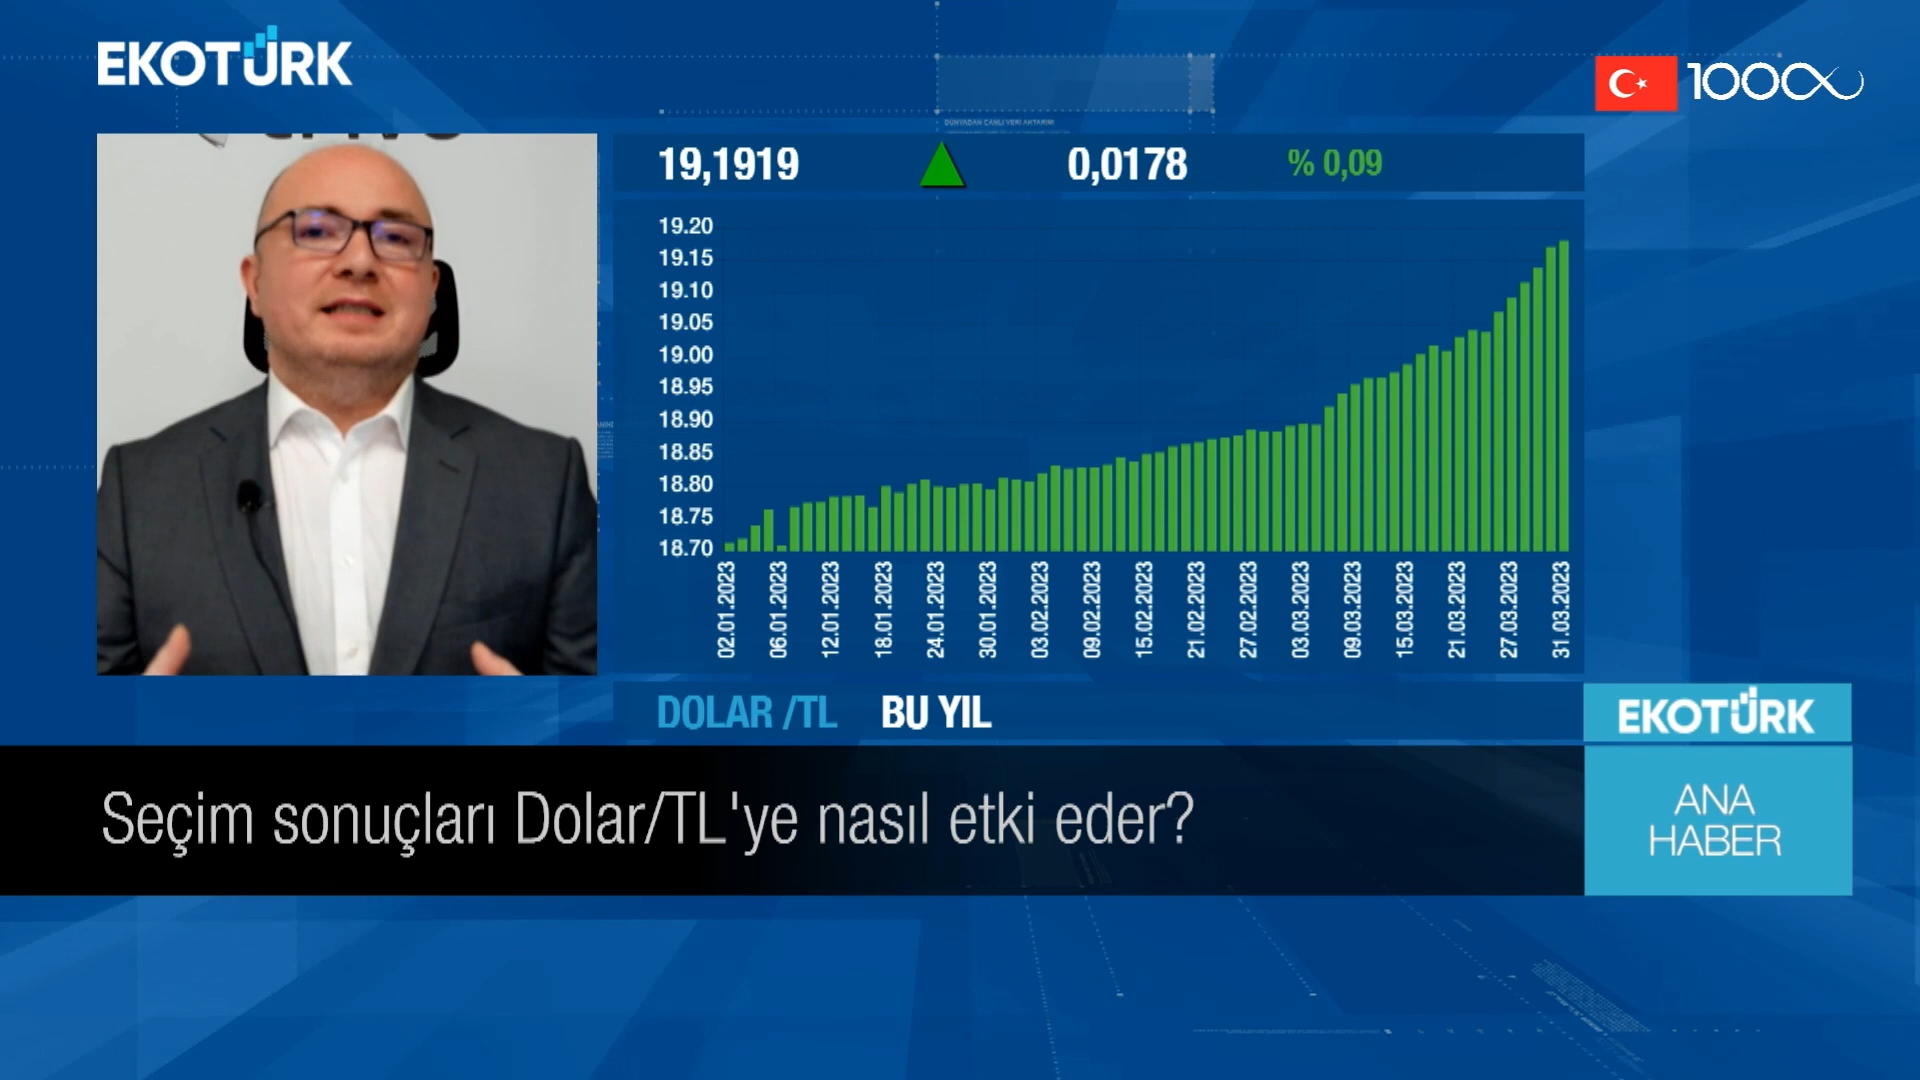 EKOTÜRK
100
DÜNYADAN CANLI VERİ AKTARIMI
19,1919 0,0178 % 0,09
19.20
19.15
19.10
19.05
19.00
18.95
18.90
18.85
18.80
18.75
18.70
02.01.2023 06.01.2023 12.01.2023 18.01.2023 24.01.2023 30.01.2023 03.02.2023 09.02.2023 15.02.2023 21.02.2023 27.02.2023 03.03.2023 09.03.2023 15.03.2023 21.03.2023 27.03.2023 31.03.2023
DOLAR /TL BU YIL
EKOTÜRK
Seçim sonuçları Dolar/TL'ye nasıl etki eder?
ANA
HABER